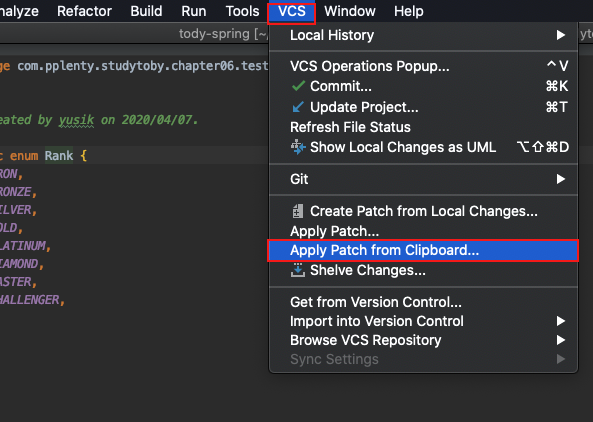 nalyze Refactor Build Run Tools VCS Window Help
tody-spring [~/
Local History
ge com.pplenty.studytoby.chapter06.test
VCS Operations Popup... ⌃V
Commit... ⌘K
eated by yusik on 2020/04/07.
Update Project... ⌘T
Refresh File Status
Show Local Changes as UML ⌥⇧⌘D
c enum Rank {
RON,
Git
RONZE,
ILVER,
Create Patch from Local Changes...
OLD,
Apply Patch...
LATINUM,
Apply Patch from Clipboard...
IAMOND,
Shelve Changes...
ASTER,
HALLENGER,
Get from Version Control...
Import into Version Control
Browse VCS Repository
Sync Settings